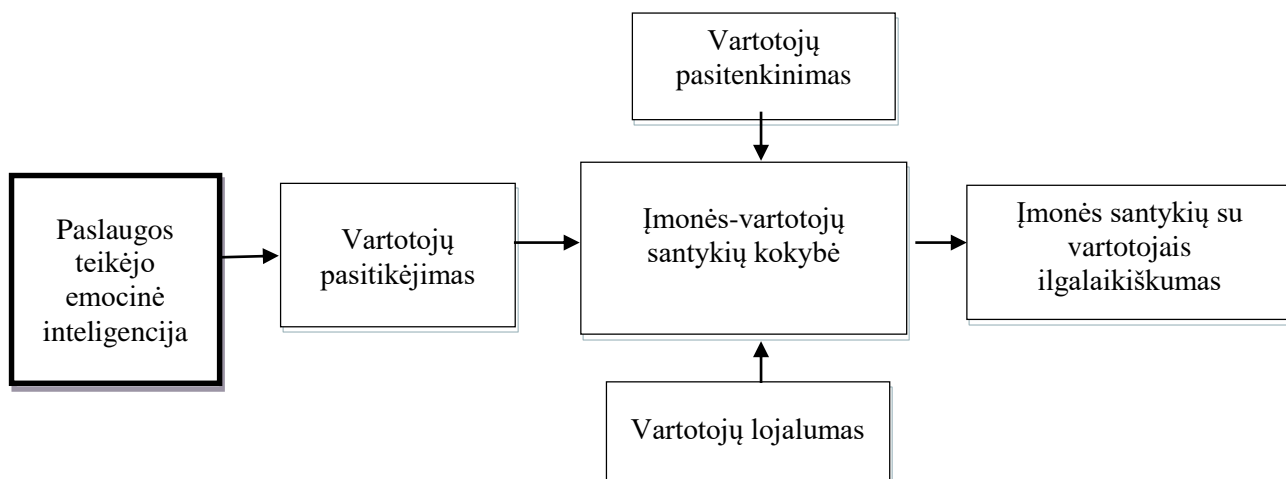 Vartotojų
pasitenkinimas
Paslaugos
teikėjo
emocinė
inteligencija
Vartotojų
pasitikėjimas
Įmonės-vartotojų
santykių kokybė
Įmonės santykių su
vartotojais
ilgalaikiškumas
Vartotojų lojalumas